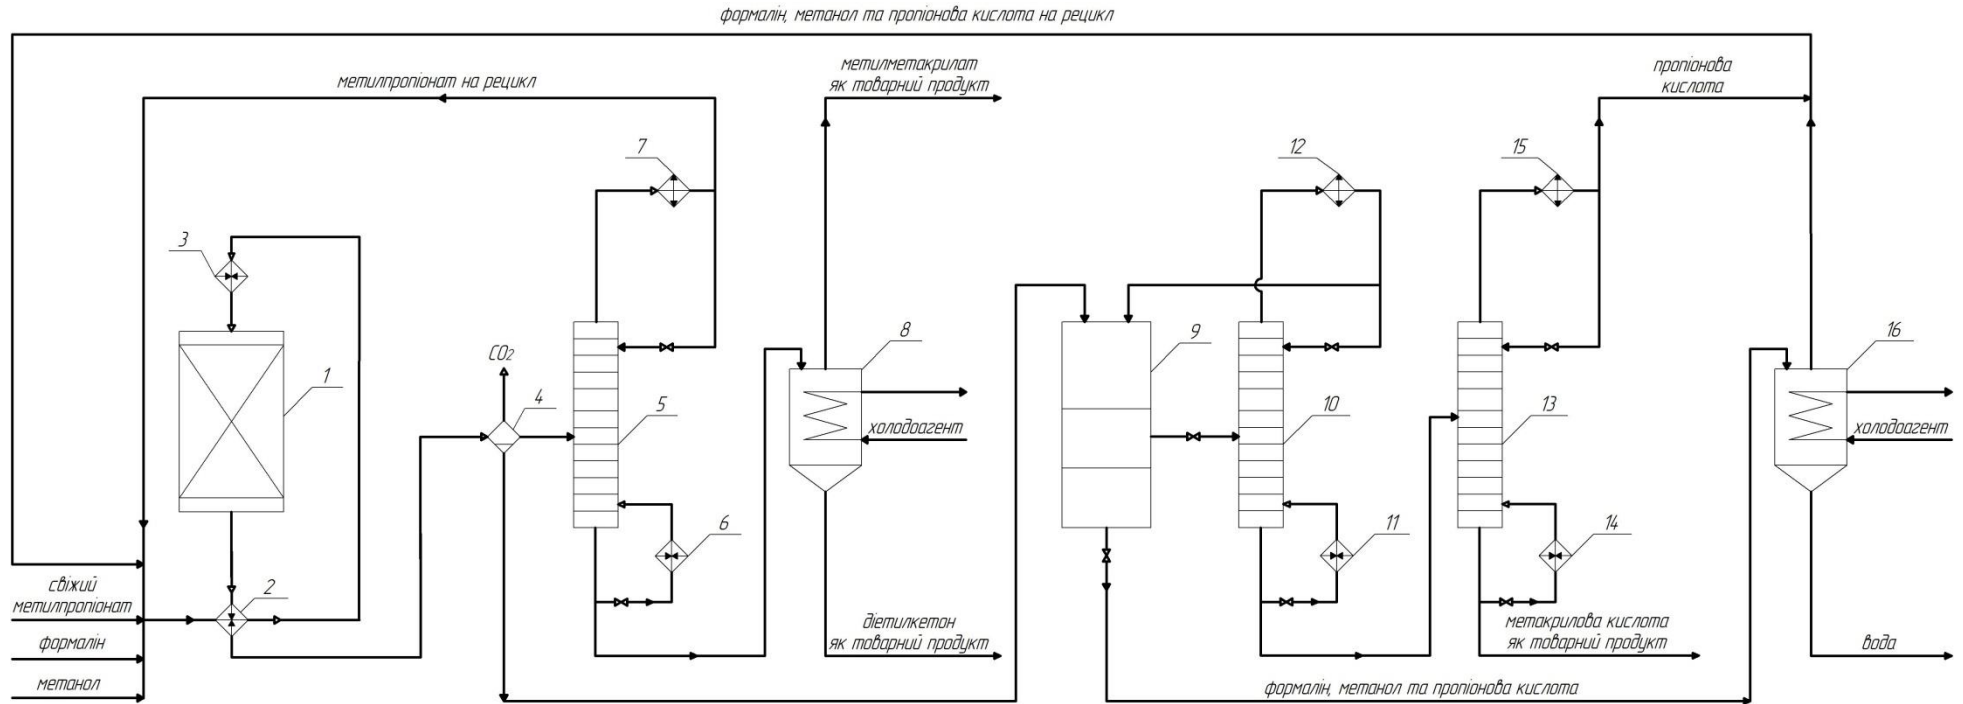 формалін, метанол та пропіонова кислота на рецикл
метилметакрилат
як товарний продукт
пропіонова
кислота
метилпропіонат на рецикл
7
12
15
3
8
9
16
CO₂
1
4
5
10
13
холодоагент
холодоагент
6
11
14
свіжий
метилпропіонат
2
формалін
метанол
діетилкетон
як товарний продукт
метакрилова кислота
як товарний продукт
вода
формалін, метанол та пропіонова кислота